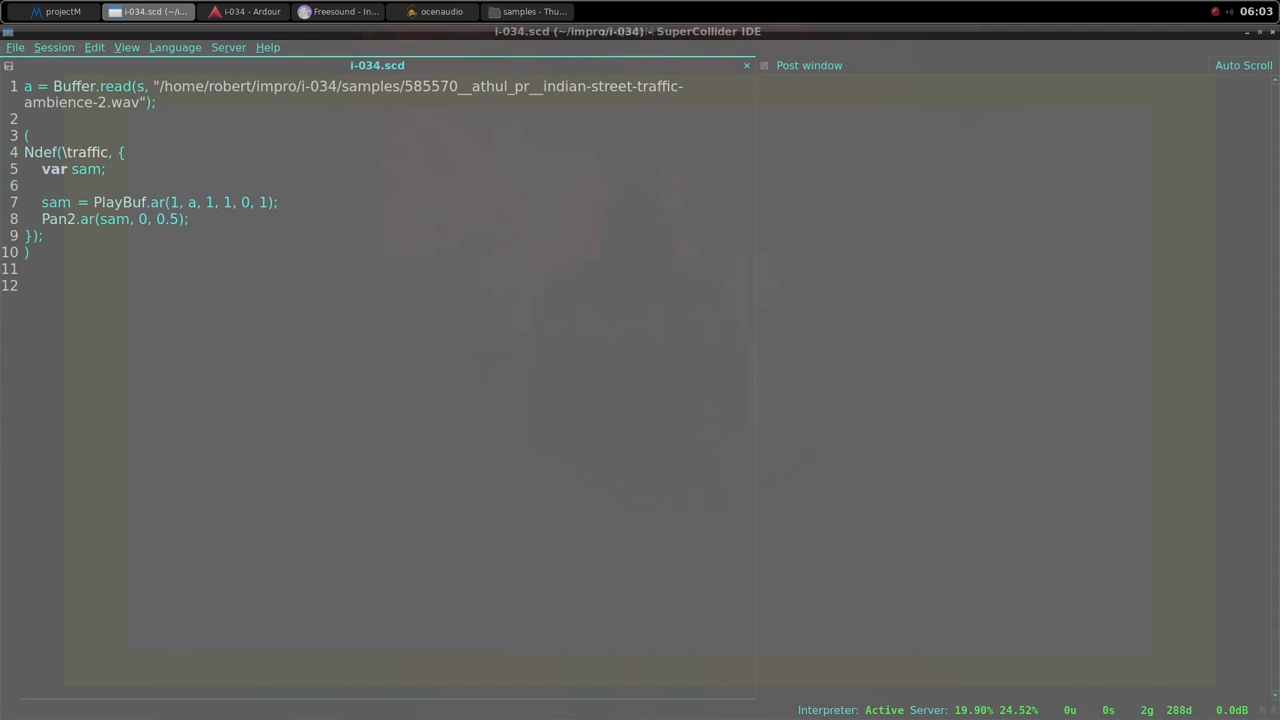 projectM
i-034.scd (~/i...
i-034 - Ardour
Freesound - In...
ocenaudio
samples - Thu...
06:03
i-034.scd (~/impro/i-034) - SuperCollider IDE
File Session Edit View Language Server Help
i-034.scd ×
Post window
Auto Scroll
1 a = Buffer.read(s, "/home/robert/impro/i-034/samples/585570__athul_pr__indian-street-traffic-
ambience-2.wav");
2
3 (
4 Ndef(\traffic, {
5 var sam;
6
7 sam = PlayBuf.ar(1, a, 1, 1, 0, 1);
8 Pan2.ar(sam, 0, 0.5);
9 });
10 )
11
12
Interpreter: Active Server: 19.90% 24.52% 0u 0s 2g 288d 0.0dB